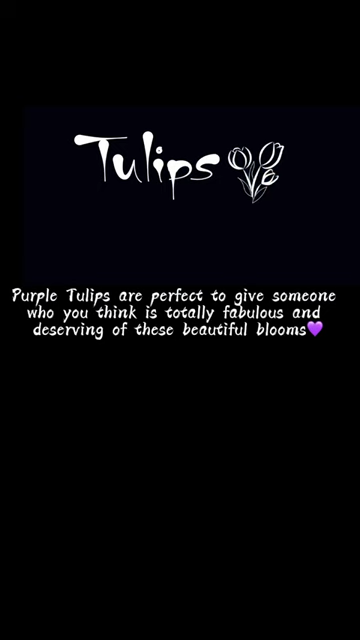 Tulips
Purple Tulips are perfect to give someone
who you think is totally fabulous and
deserving of these beautiful blooms💜